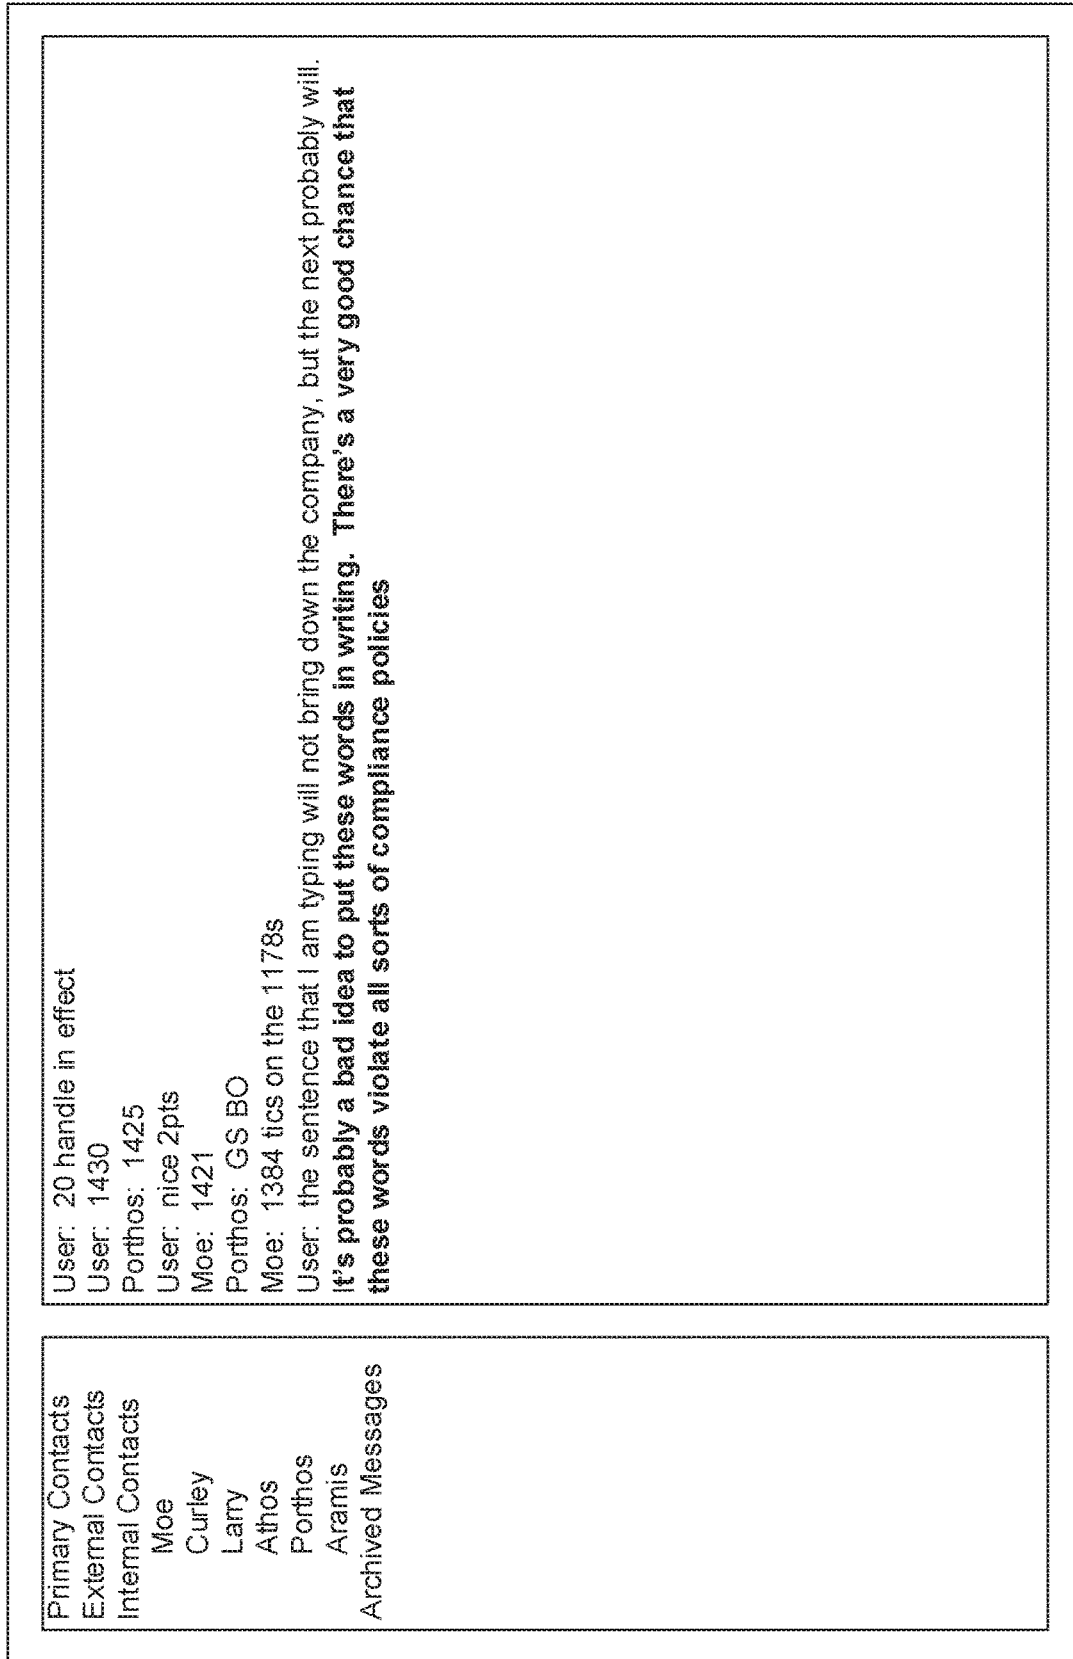 Primary Contacts
External Contacts
Internal Contacts
Moe
Curley
Larry
Athos
Porthos
Aramis
Archived Messages
User: 20 handle in effect
User: 1430
Porthos: 1425
User: nice 2pts
Moe: 1421
Porthos: GS BO
Moe: 1384 tics on the 1178s
User: the sentence that I am typing will not bring down the company, but the next probably will.
It's probably a bad idea to put these words in writing. There's a very good chance that
these words violate all sorts of compliance policies